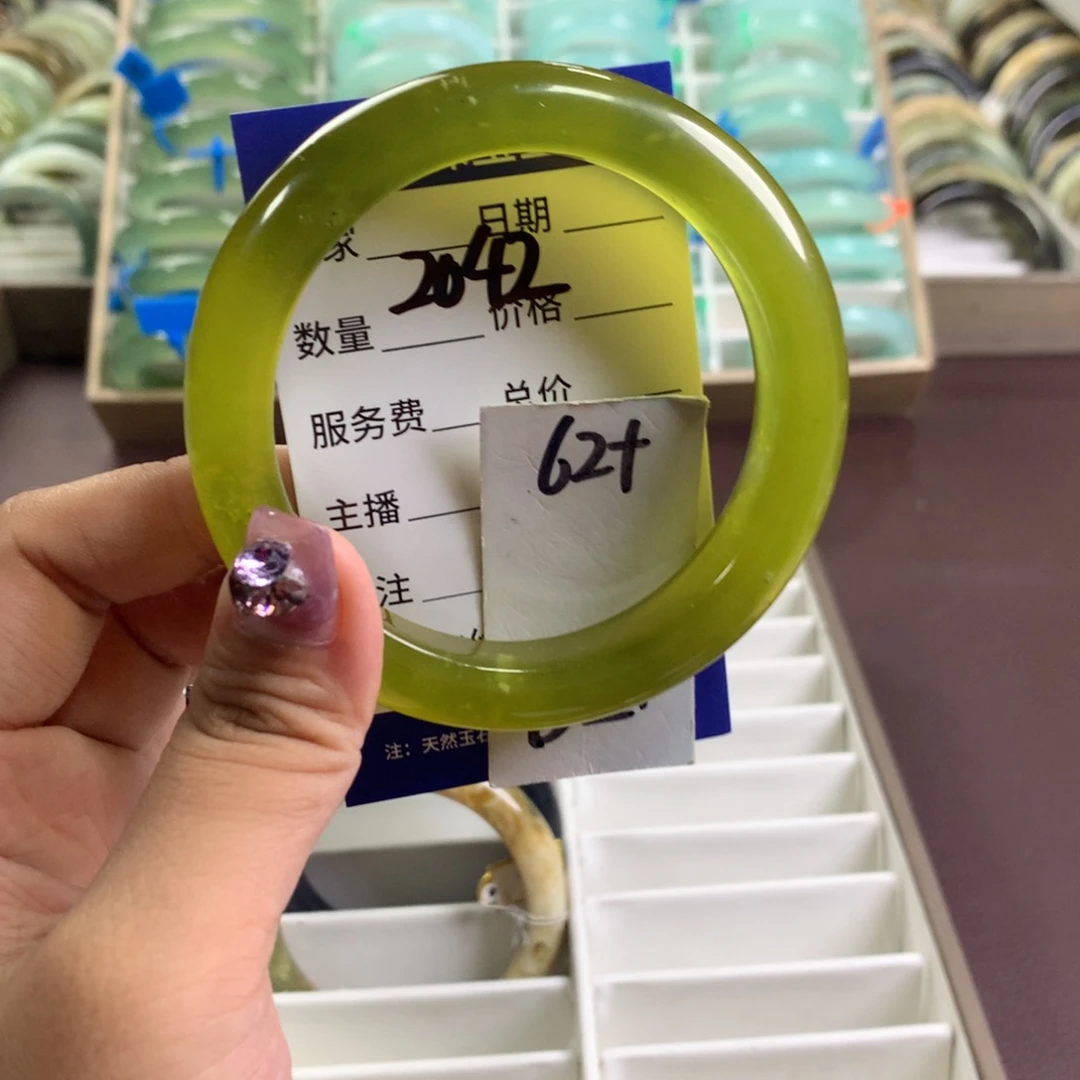 家 日期
2042
数量 价格
服务费 总价
62+
主播
注
注：天然玉石